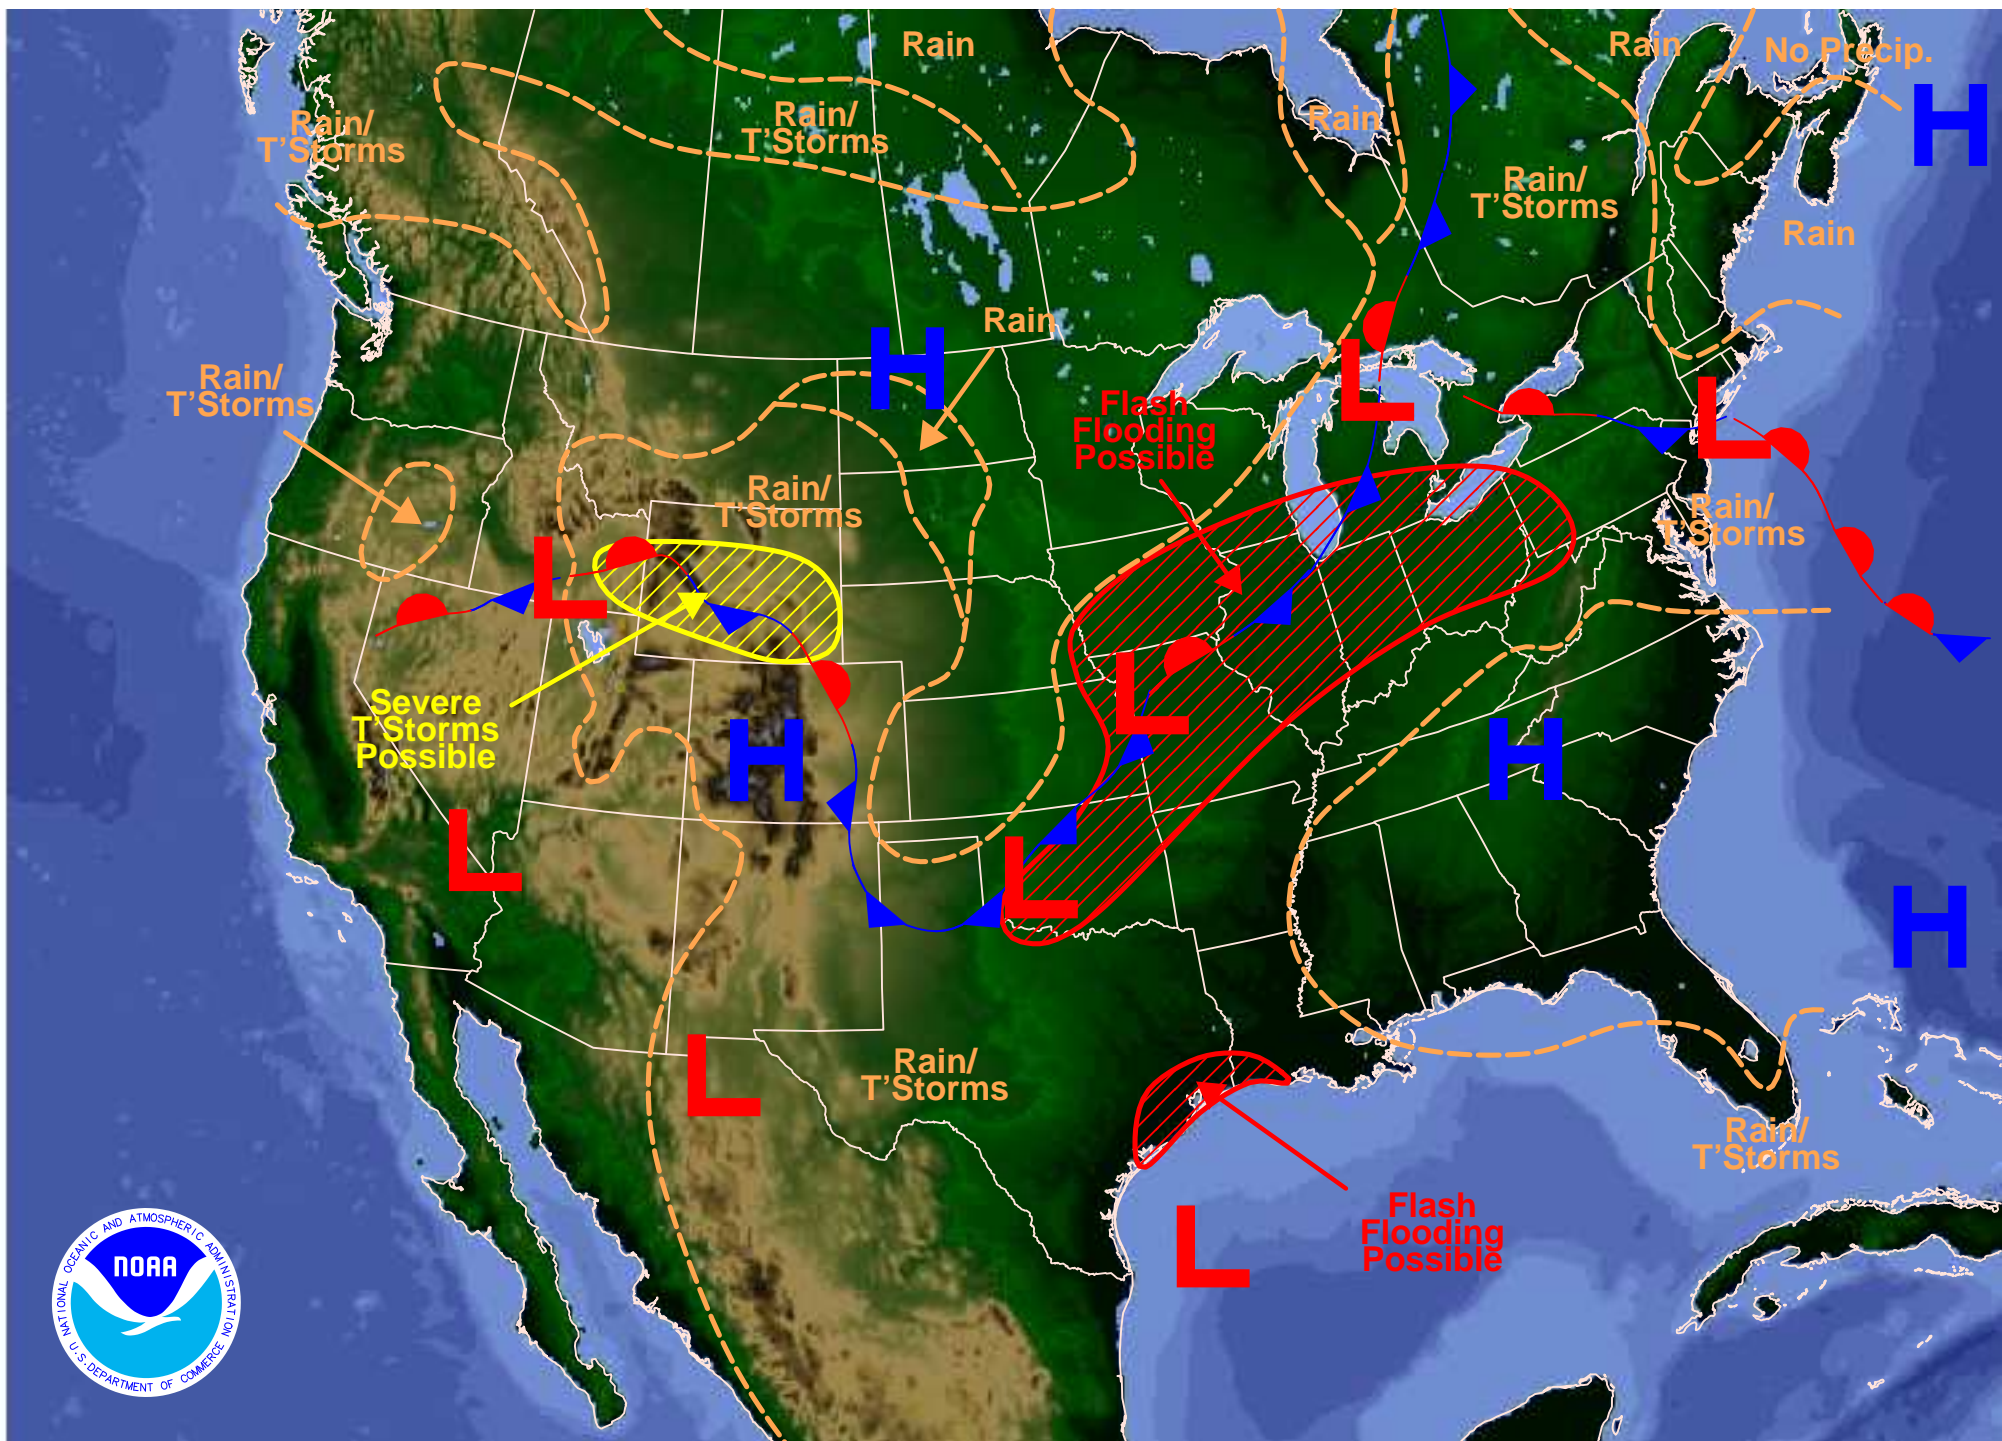 Rain
Rain
No Precip.
Rain/
T'Storms
Rain/
T'Storms
Rain
Rain/
T'Storms
Rain
H
Rain
H
Rain/
T'Storms
L
L
Flash
Flooding
Possible
Rain/
T'Storms
Rain/
T'Storms
L
Severe
T'Storms
Possible
L
H
H
L
L
H
L
Rain/
T'Storms
Rain/
T'Storms
Flash
Flooding
Possible
L
NATIONAL OCEANIC AND ATMOSPHERIC ADMINISTRATION
NOAA
U.S. DEPARTMENT OF COMMERCE